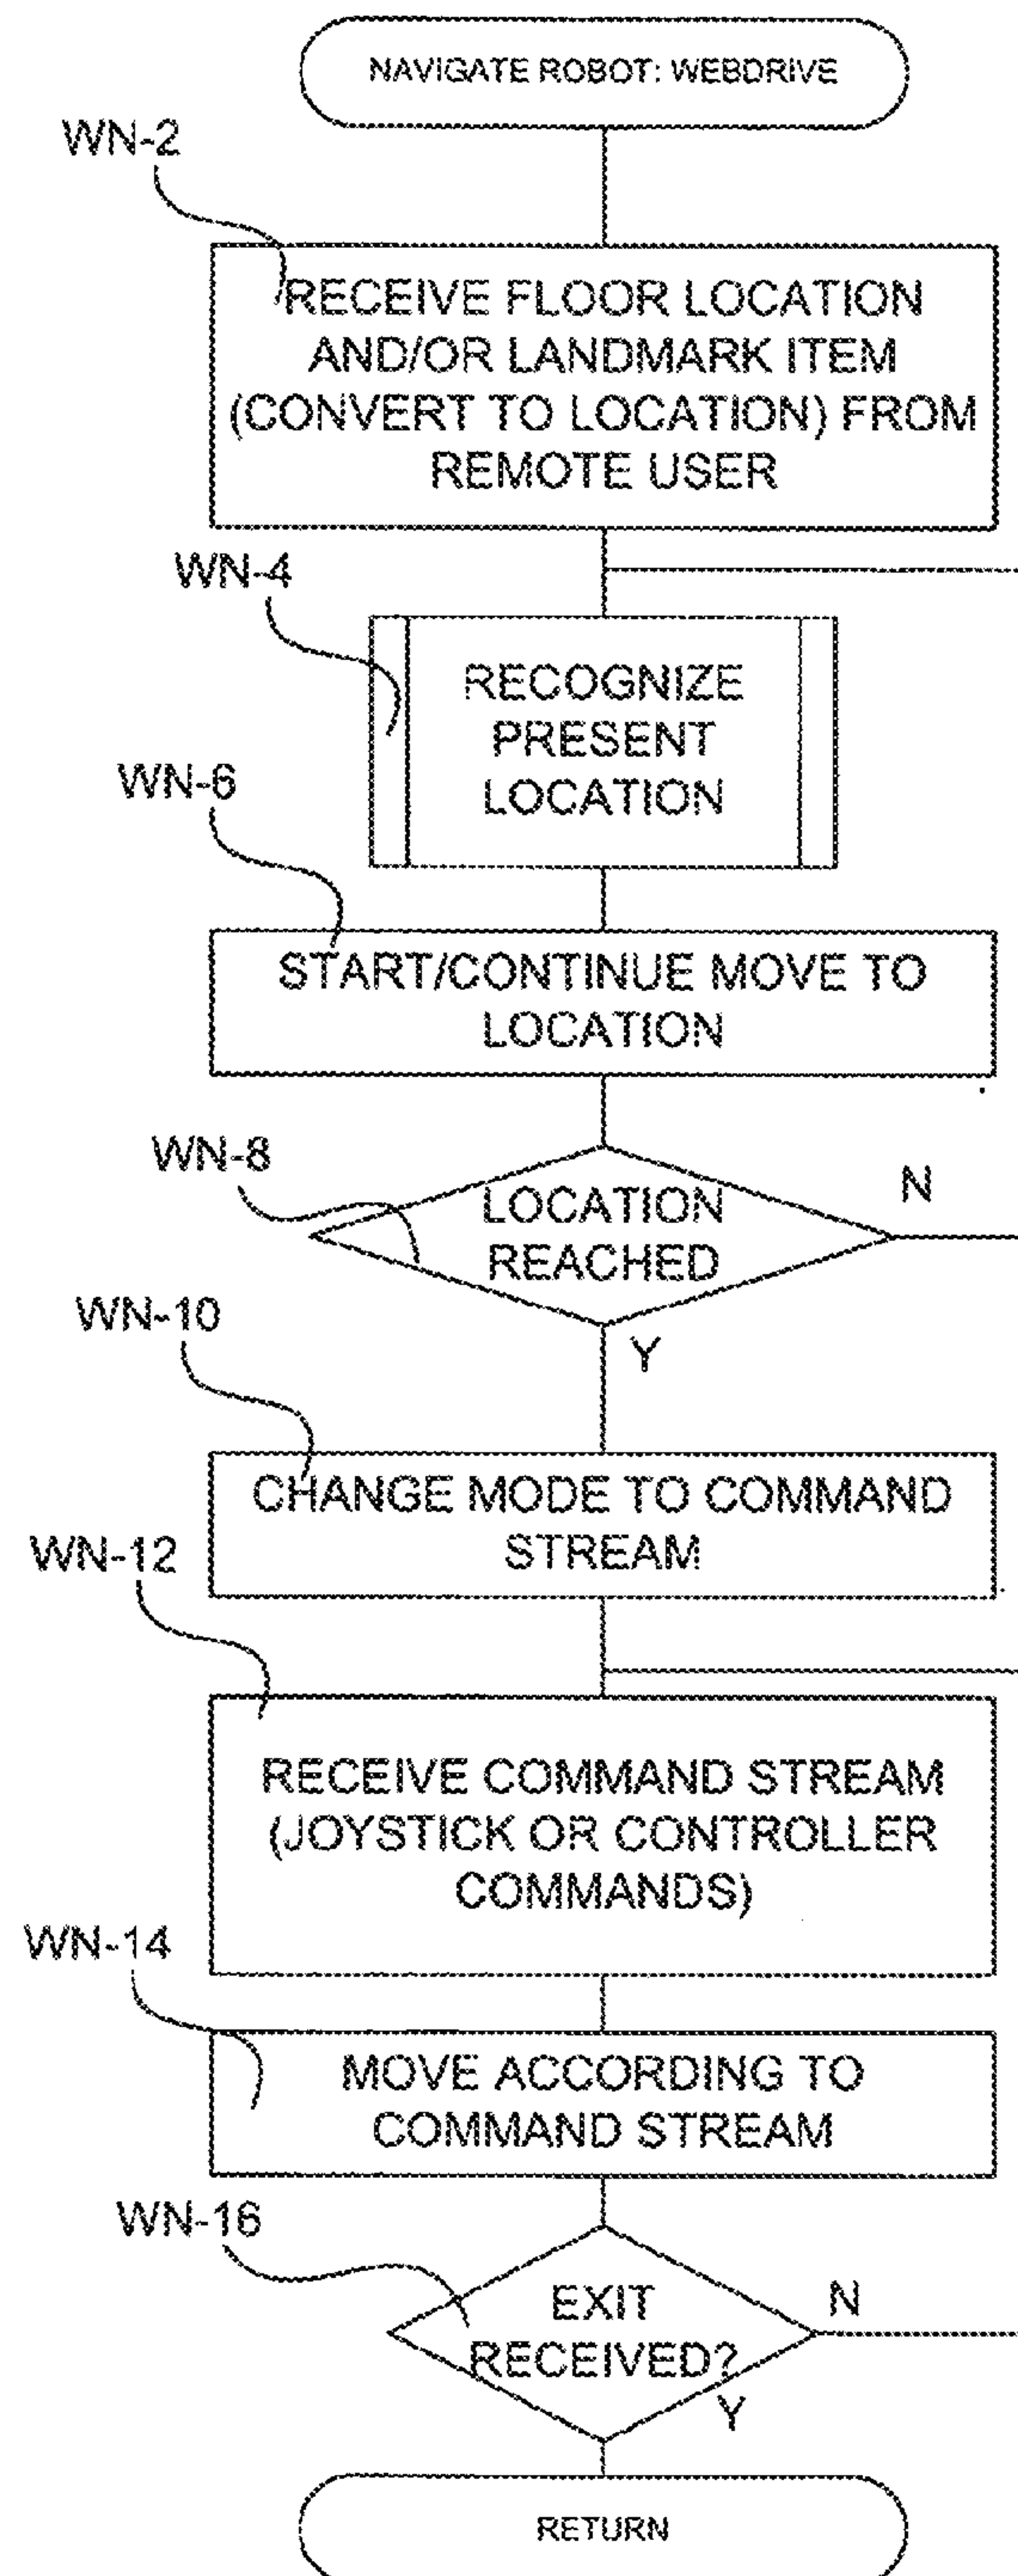 NAVIGATE ROBOT: WEBDRIVE
WN-2
RECEIVE FLOOR LOCATION
AND/OR LANDMARK ITEM
(CONVERT TO LOCATION) FROM
REMOTE USER
WN-4
RECOGNIZE
PRESENT
LOCATION
WN-6
START/CONTINUE MOVE TO
LOCATION
WN-8
LOCATION
REACHED
N
Y
WN-10
CHANGE MODE TO COMMAND
STREAM
WN-12
RECEIVE COMMAND STREAM
(JOYSTICK OR CONTROLLER
COMMANDS)
WN-14
MOVE ACCORDING TO
COMMAND STREAM
WN-16
EXIT
RECEIVED?
N
Y
RETURN